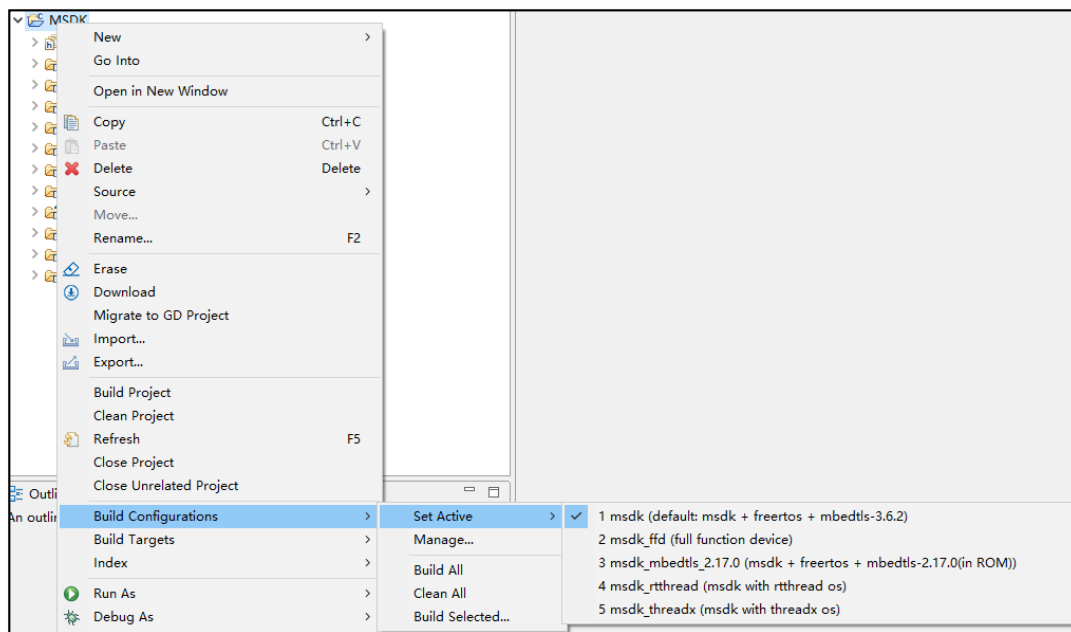 MSDK
New
Go Into
Open in New Window
Copy Ctrl+C
Paste Ctrl+V
Delete Delete
Source
Move...
Rename... F2
Erase
Download
Migrate to GD Project
Import...
Export...
Build Project
Clean Project
Refresh F5
Close Project
Close Unrelated Project
Outli
An outlin
Build Configurations
Build Targets
Index
Run As
Debug As
Set Active
Manage...
Build All
Clean All
Build Selected...
1 msdk (default: msdk + freertos + mbedtls-3.6.2)
2 msdk_ffd (full function device)
3 msdk_mbedtls_2.17.0 (msdk + freertos + mbedtls-2.17.0(in ROM))
4 msdk_rtthread (msdk with rtthread os)
5 msdk_threadx (msdk with threadx os)